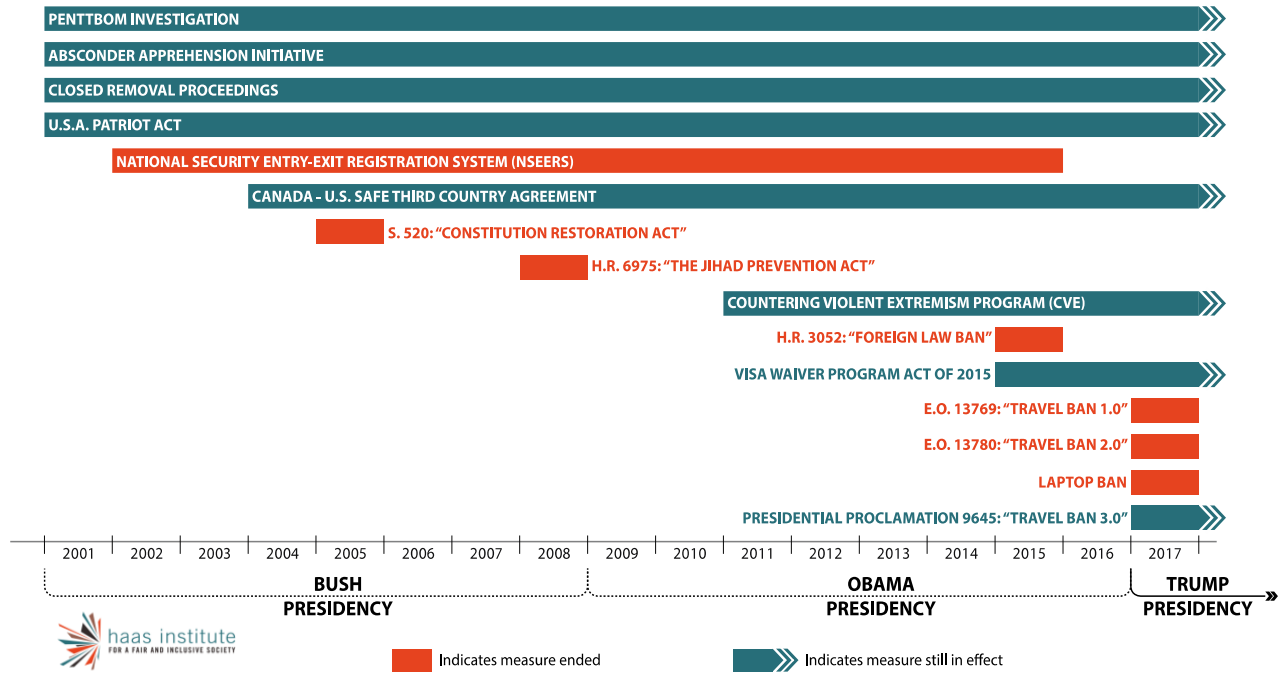 PENTTBOM INVESTIGATION
ABSCONDER APPREHENSION INITIATIVE
CLOSED REMOVAL PROCEEDINGS
U.S.A. PATRIOT ACT
NATIONAL SECURITY ENTRY-EXIT REGISTRATION SYSTEM (NSEERS)
CANADA - U.S. SAFE THIRD COUNTRY AGREEMENT
S. 520: “CONSTITUTION RESTORATION ACT”
H.R. 6975: “THE JIHAD PREVENTION ACT”
COUNTERING VIOLENT EXTREMISM PROGRAM (CVE)
H.R. 3052: “FOREIGN LAW BAN”
VISA WAIVER PROGRAM ACT OF 2015
E.O. 13769: “TRAVEL BAN 1.0”
E.O. 13780: “TRAVEL BAN 2.0”
LAPTOP BAN
PRESIDENTIAL PROCLAMATION 9645: “TRAVEL BAN 3.0”
2001 2002 2003 2004 2005 2006 2007 2008 2009 2010 2011 2012 2013 2014 2015 2016 2017
BUSH
PRESIDENCY
OBAMA
PRESIDENCY
TRUMP
PRESIDENCY
haas institute
FOR A FAIR AND INCLUSIVE SOCIETY
Indicates measure ended
Indicates measure still in effect